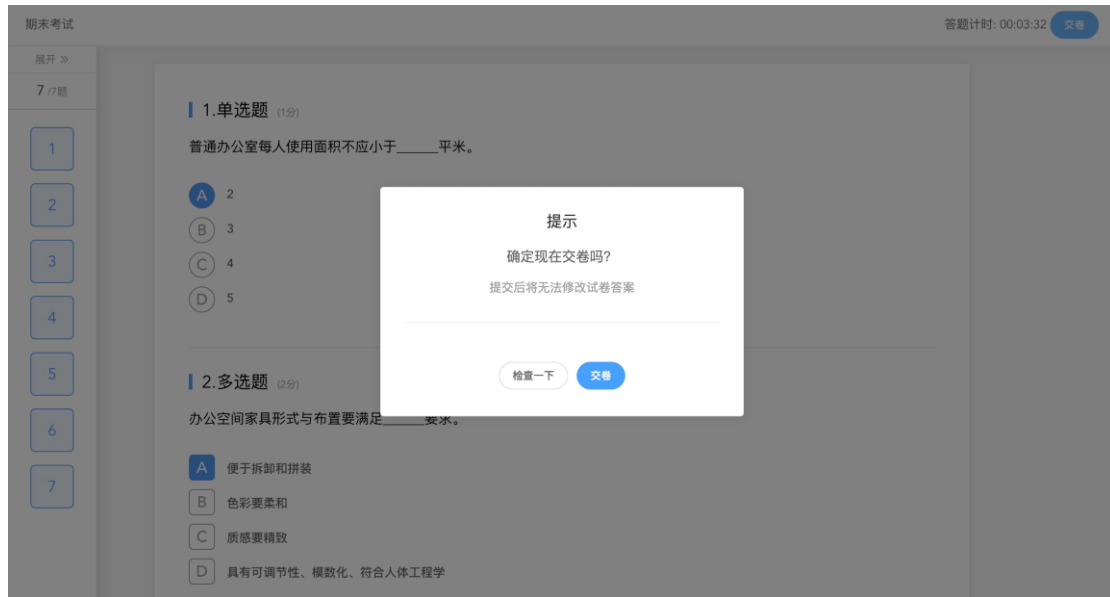 期末考试
答题计时: 00:03:32 交卷
展开 »
7 /7题
1
2
3
4
5
6
7
1.单选题 (1分)
普通办公室每人使用面积不应小于______平米。
A 2
B 3
C 4
D 5
2.多选题 (2分)
办公空间家具形式与布置要满足______要求。
A 便于拆卸和拼装
B 色彩要柔和
C 质感要精致
D 具有可调节性、模数化、符合人体工程学
提示
确定现在交卷吗?
提交后将无法修改试卷答案
检查一下 交卷